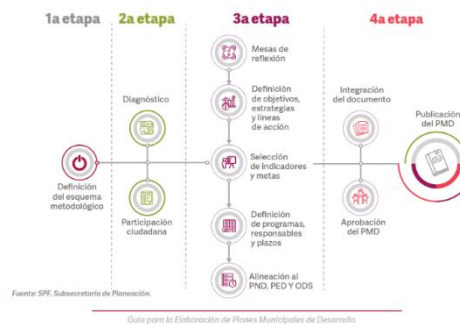 1a etapa
2a etapa
3a etapa
4a etapa
Definición
del esquema
metodológico
Diagnóstico
Participación
ciudadana
Mesas de
reflexión
Definición
de objetivos,
estrategias y
líneas
de acción
Selección
de Indicadores
y metas
Definición
de programas,
responsables
y plazos
Alineación al
PND, PED Y ODS
Integración
del documento
Aprobación
del PMD
Publicación
del PMD
Fuente: SPF. Subsecretaría de Planeación.
Guía para la Elaboración de Planes Municipales de Desarrollo